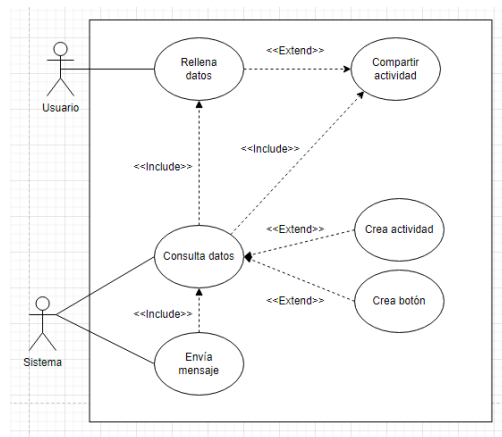 Rellena
datos
<<Extend>>
Compartir
actividad
Usuario
<<Include>>
<<Include>>
Consulta datos
<<Extend>>
Crea actividad
<<Extend>>
Crea botón
<<Include>>
Sistema
Envía
mensaje